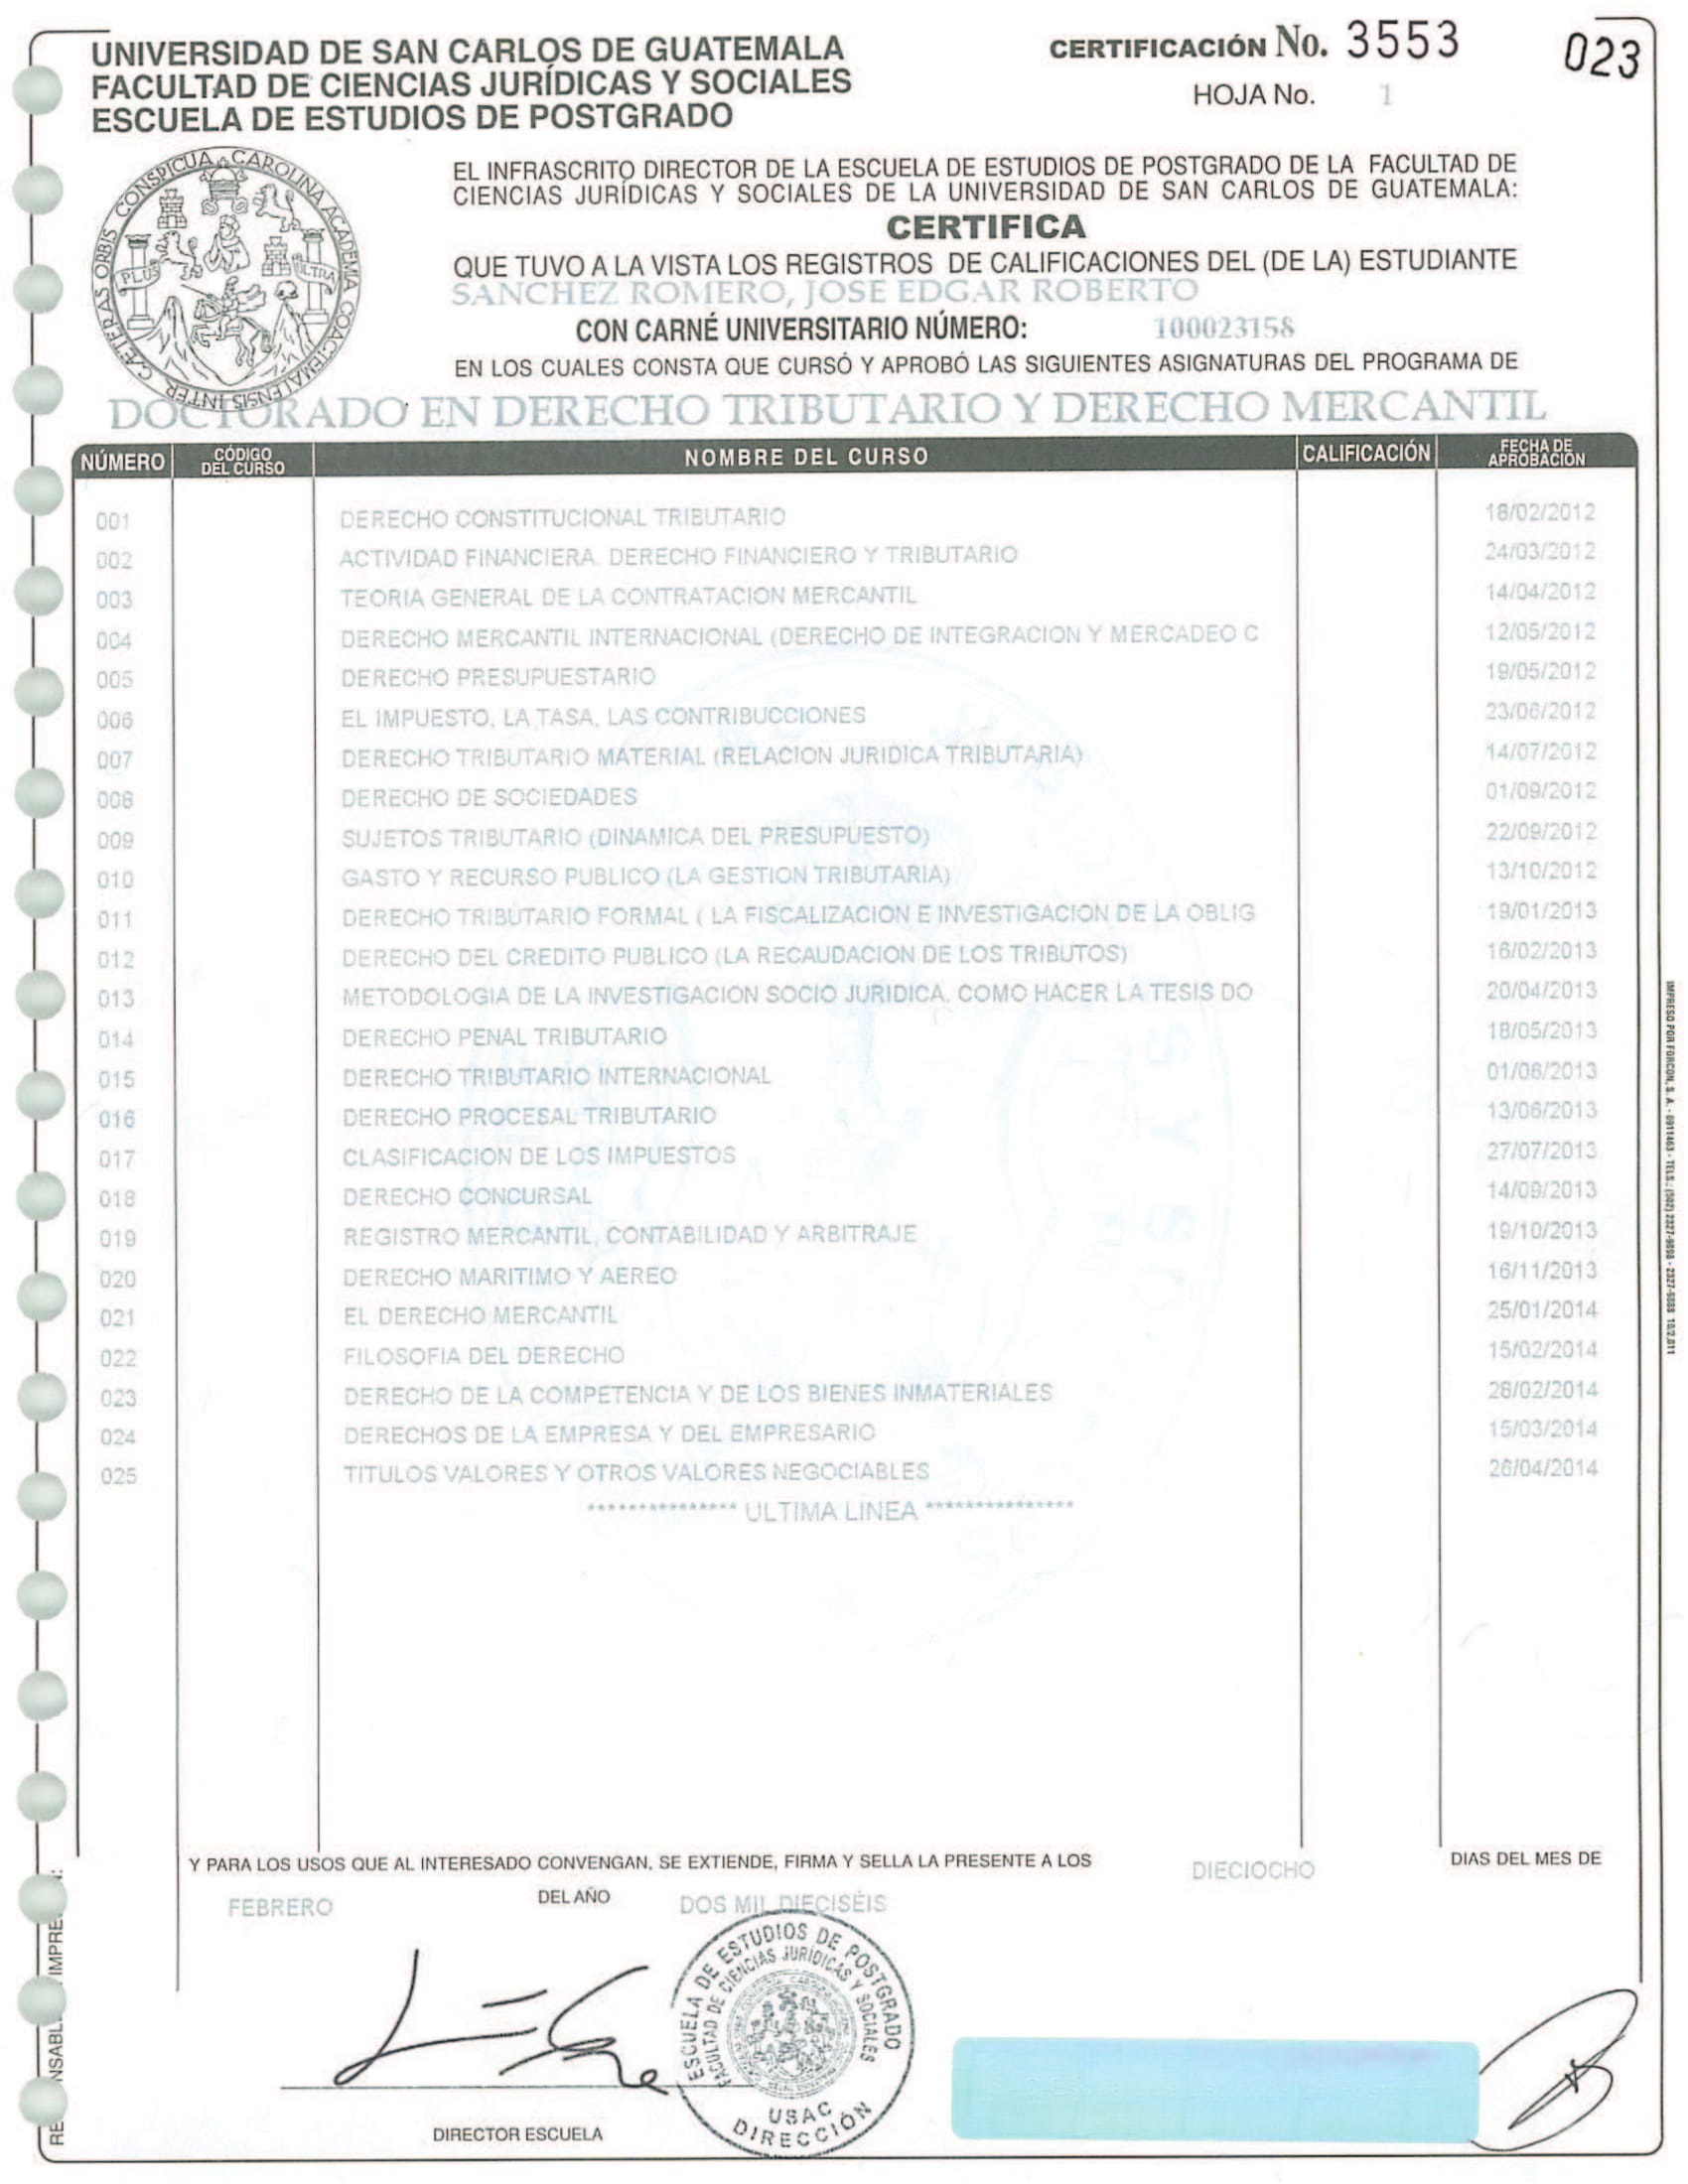 UNIVERSIDAD DE SAN CARLOS DE GUATEMALA
FACULTAD DE CIENCIAS JURÍDICAS Y SOCIALES
ESCUELA DE ESTUDIOS DE POSTGRADO
CERTIFICACIÓN No. 3553
023
HOJA No. 1
CAETERAS ORBIS CONSPICUA CAROLINA ACADEMIA COACTEMALENSIS INTER
PLUS ULTRA
EL INFRASCRITO DIRECTOR DE LA ESCUELA DE ESTUDIOS DE POSTGRADO DE LA FACULTAD DE
CIENCIAS JURÍDICAS Y SOCIALES DE LA UNIVERSIDAD DE SAN CARLOS DE GUATEMALA:
CERTIFICA
QUE TUVO A LA VISTA LOS REGISTROS DE CALIFICACIONES DEL (DE LA) ESTUDIANTE
SANCHEZ ROMERO, JOSE EDGAR ROBERTO
CON CARNÉ UNIVERSITARIO NÚMERO: 100023158
EN LOS CUALES CONSTA QUE CURSÓ Y APROBÓ LAS SIGUIENTES ASIGNATURAS DEL PROGRAMA DE
DOCTORADO EN DERECHO TRIBUTARIO Y DERECHO MERCANTIL
NÚMERO CÓDIGO DEL CURSO NOMBRE DEL CURSO CALIFICACIÓN FECHA DE APROBACIÓN
001 DERECHO CONSTITUCIONAL TRIBUTARIO 18/02/2012
002 ACTIVIDAD FINANCIERA. DERECHO FINANCIERO Y TRIBUTARIO 24/03/2012
003 TEORIA GENERAL DE LA CONTRATACION MERCANTIL 14/04/2012
004 DERECHO MERCANTIL INTERNACIONAL (DERECHO DE INTEGRACION Y MERCADEO C 12/05/2012
005 DERECHO PRESUPUESTARIO 19/05/2012
006 EL IMPUESTO, LA TASA, LAS CONTRIBUCCIONES 23/06/2012
007 DERECHO TRIBUTARIO MATERIAL (RELACION JURIDICA TRIBUTARIA) 14/07/2012
008 DERECHO DE SOCIEDADES 01/09/2012
009 SUJETOS TRIBUTARIO (DINAMICA DEL PRESUPUESTO) 22/09/2012
010 GASTO Y RECURSO PUBLICO (LA GESTION TRIBUTARIA) 13/10/2012
011 DERECHO TRIBUTARIO FORMAL ( LA FISCALIZACION E INVESTIGACION DE LA OBLIG 19/01/2013
012 DERECHO DEL CREDITO PUBLICO (LA RECAUDACION DE LOS TRIBUTOS) 16/02/2013
013 METODOLOGIA DE LA INVESTIGACION SOCIO JURIDICA. COMO HACER LA TESIS DO 20/04/2013
014 DERECHO PENAL TRIBUTARIO 18/05/2013
015 DERECHO TRIBUTARIO INTERNACIONAL 01/06/2013
016 DERECHO PROCESAL TRIBUTARIO 13/06/2013
017 CLASIFICACION DE LOS IMPUESTOS 27/07/2013
018 DERECHO CONCURSAL 14/09/2013
019 REGISTRO MERCANTIL, CONTABILIDAD Y ARBITRAJE 19/10/2013
020 DERECHO MARITIMO Y AEREO 16/11/2013
021 EL DERECHO MERCANTIL 25/01/2014
022 FILOSOFIA DEL DERECHO 15/02/2014
023 DERECHO DE LA COMPETENCIA Y DE LOS BIENES INMATERIALES 28/02/2014
024 DERECHOS DE LA EMPRESA Y DEL EMPRESARIO 15/03/2014
025 TITULOS VALORES Y OTROS VALORES NEGOCIABLES 26/04/2014
*************** ULTIMA LINEA ***************
Y PARA LOS USOS QUE AL INTERESADO CONVENGAN, SE EXTIENDE, FIRMA Y SELLA LA PRESENTE A LOS DIECIOCHO DIAS DEL MES DE
FEBRERO DEL AÑO DOS MIL DIECISÉIS
ESCUELA DE ESTUDIOS DE POSTGRADO
FACULTAD DE CIENCIAS JURÍDICAS Y SOCIALES
USAC
DIRECCIÓN
DIRECTOR ESCUELA